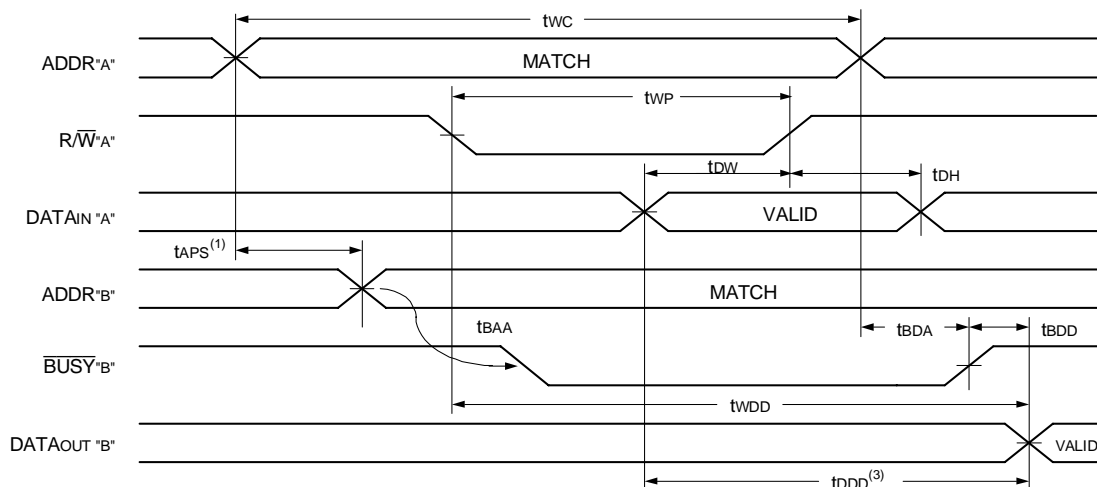 tWC
ADDR"A" MATCH
tWP
R/W̅"A"
tDW tDH
DATAIN "A" VALID
tAPS(1)
ADDR"B" MATCH
tBAA tBDA tBDD
B̅U̅S̅Y̅"B"
tWDD
DATAOUT "B" VALID
tDDD(3)